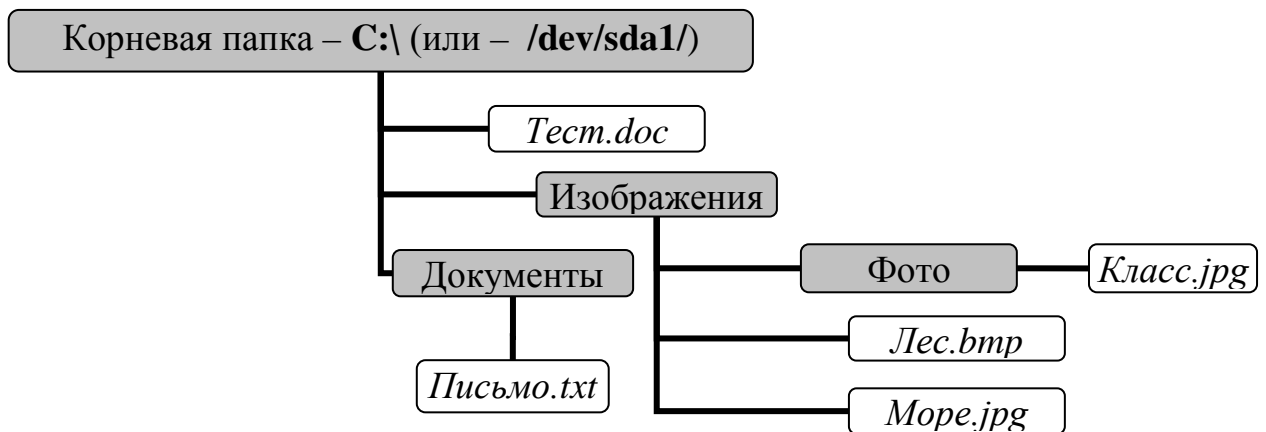 Корневая папка – C:\ (или – /dev/sda1/)
Тест.doc
Изображения
Документы
Фото
Класс.jpg
Лес.bmp
Письмо.txt
Море.jpg